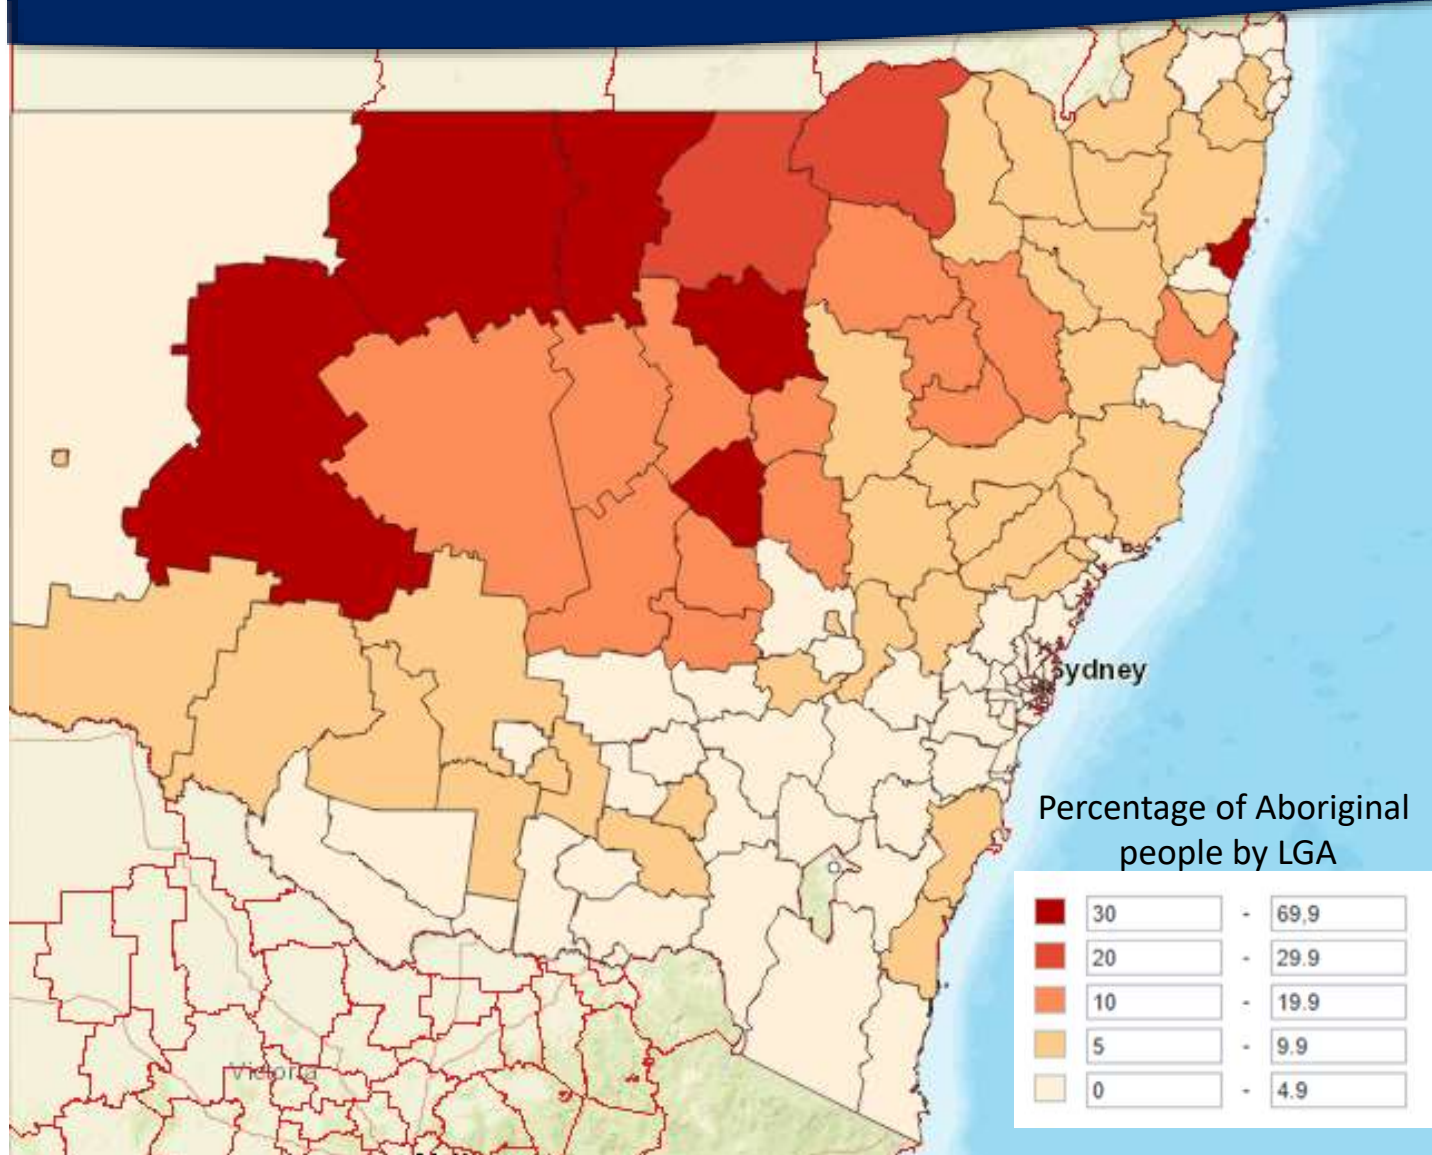 Sydney
Percentage of Aboriginal
people by LGA
30 - 69,9
20 - 29.9
10 - 19.9
5 - 9.9
0 - 4.9
Victoria